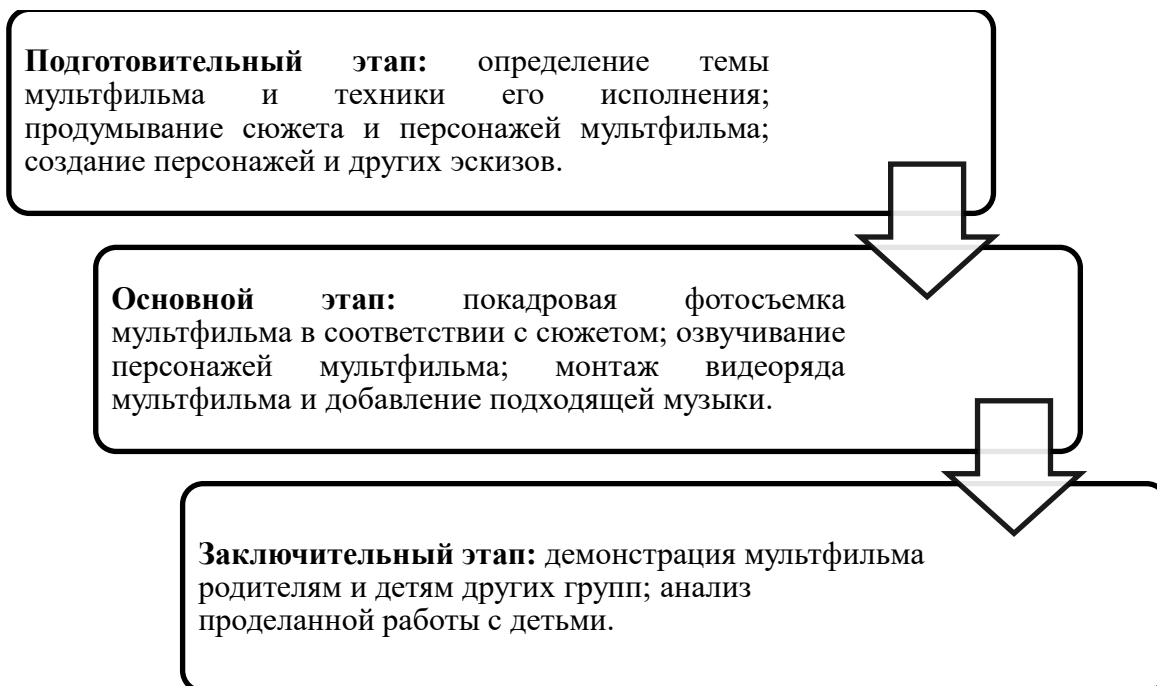 Подготовительный этап: определение темы
мультфильма и техники его исполнения;
продумывание сюжета и персонажей мультфильма;
создание персонажей и других эскизов.
Основной этап: покадровая фотосъемка
мультфильма в соответствии с сюжетом; озвучивание
персонажей мультфильма; монтаж видеоряда
мультфильма и добавление подходящей музыки.
Заключительный этап: демонстрация мультфильма
родителям и детям других групп; анализ
проделанной работы с детьми.